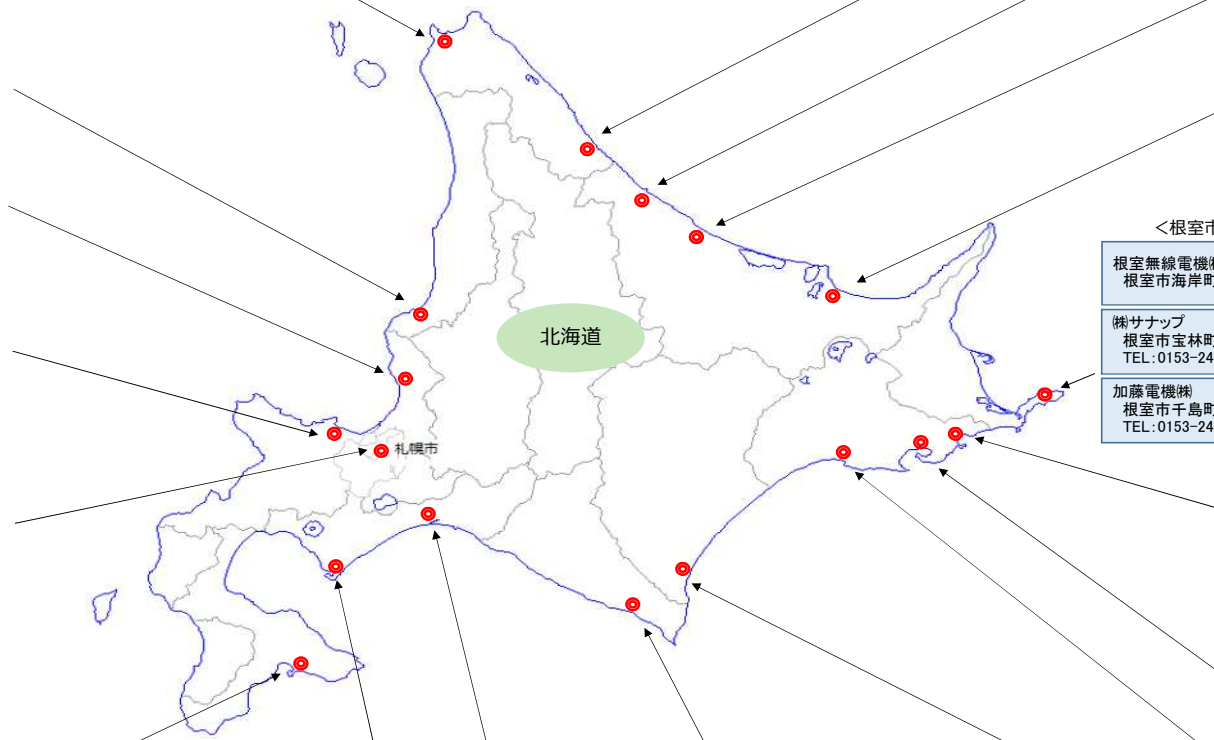 <根室市
根室無線電機㈱
根室市海岸町
㈱サナップ
根室市宝林町
TEL:0153-24
加藤電機㈱
根室市千島町
TEL:0153-24
北海道
札幌市